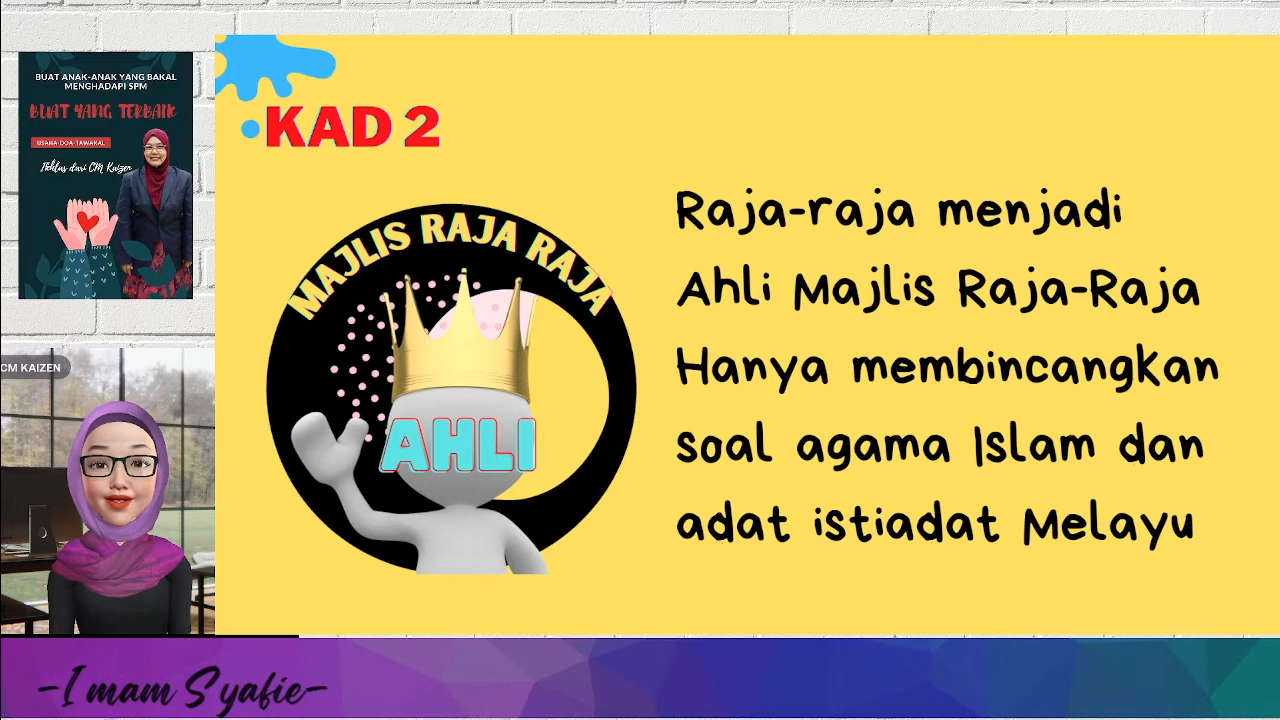 BUAT ANAK-ANAK YANG BAKAL
MENGHADAPI SPM
BUAT YANG TERBAIK
USAHA-DOA-TAWAKAL
Ikhlas dari CM Kaizen
CM KAIZEN
KAD 2
MAJLIS RAJA RAJA
AHLI
Raja-raja menjadi
Ahli Majlis Raja-Raja
Hanya membincangkan
soal agama Islam dan
adat istiadat Melayu
-Imam Syafie-